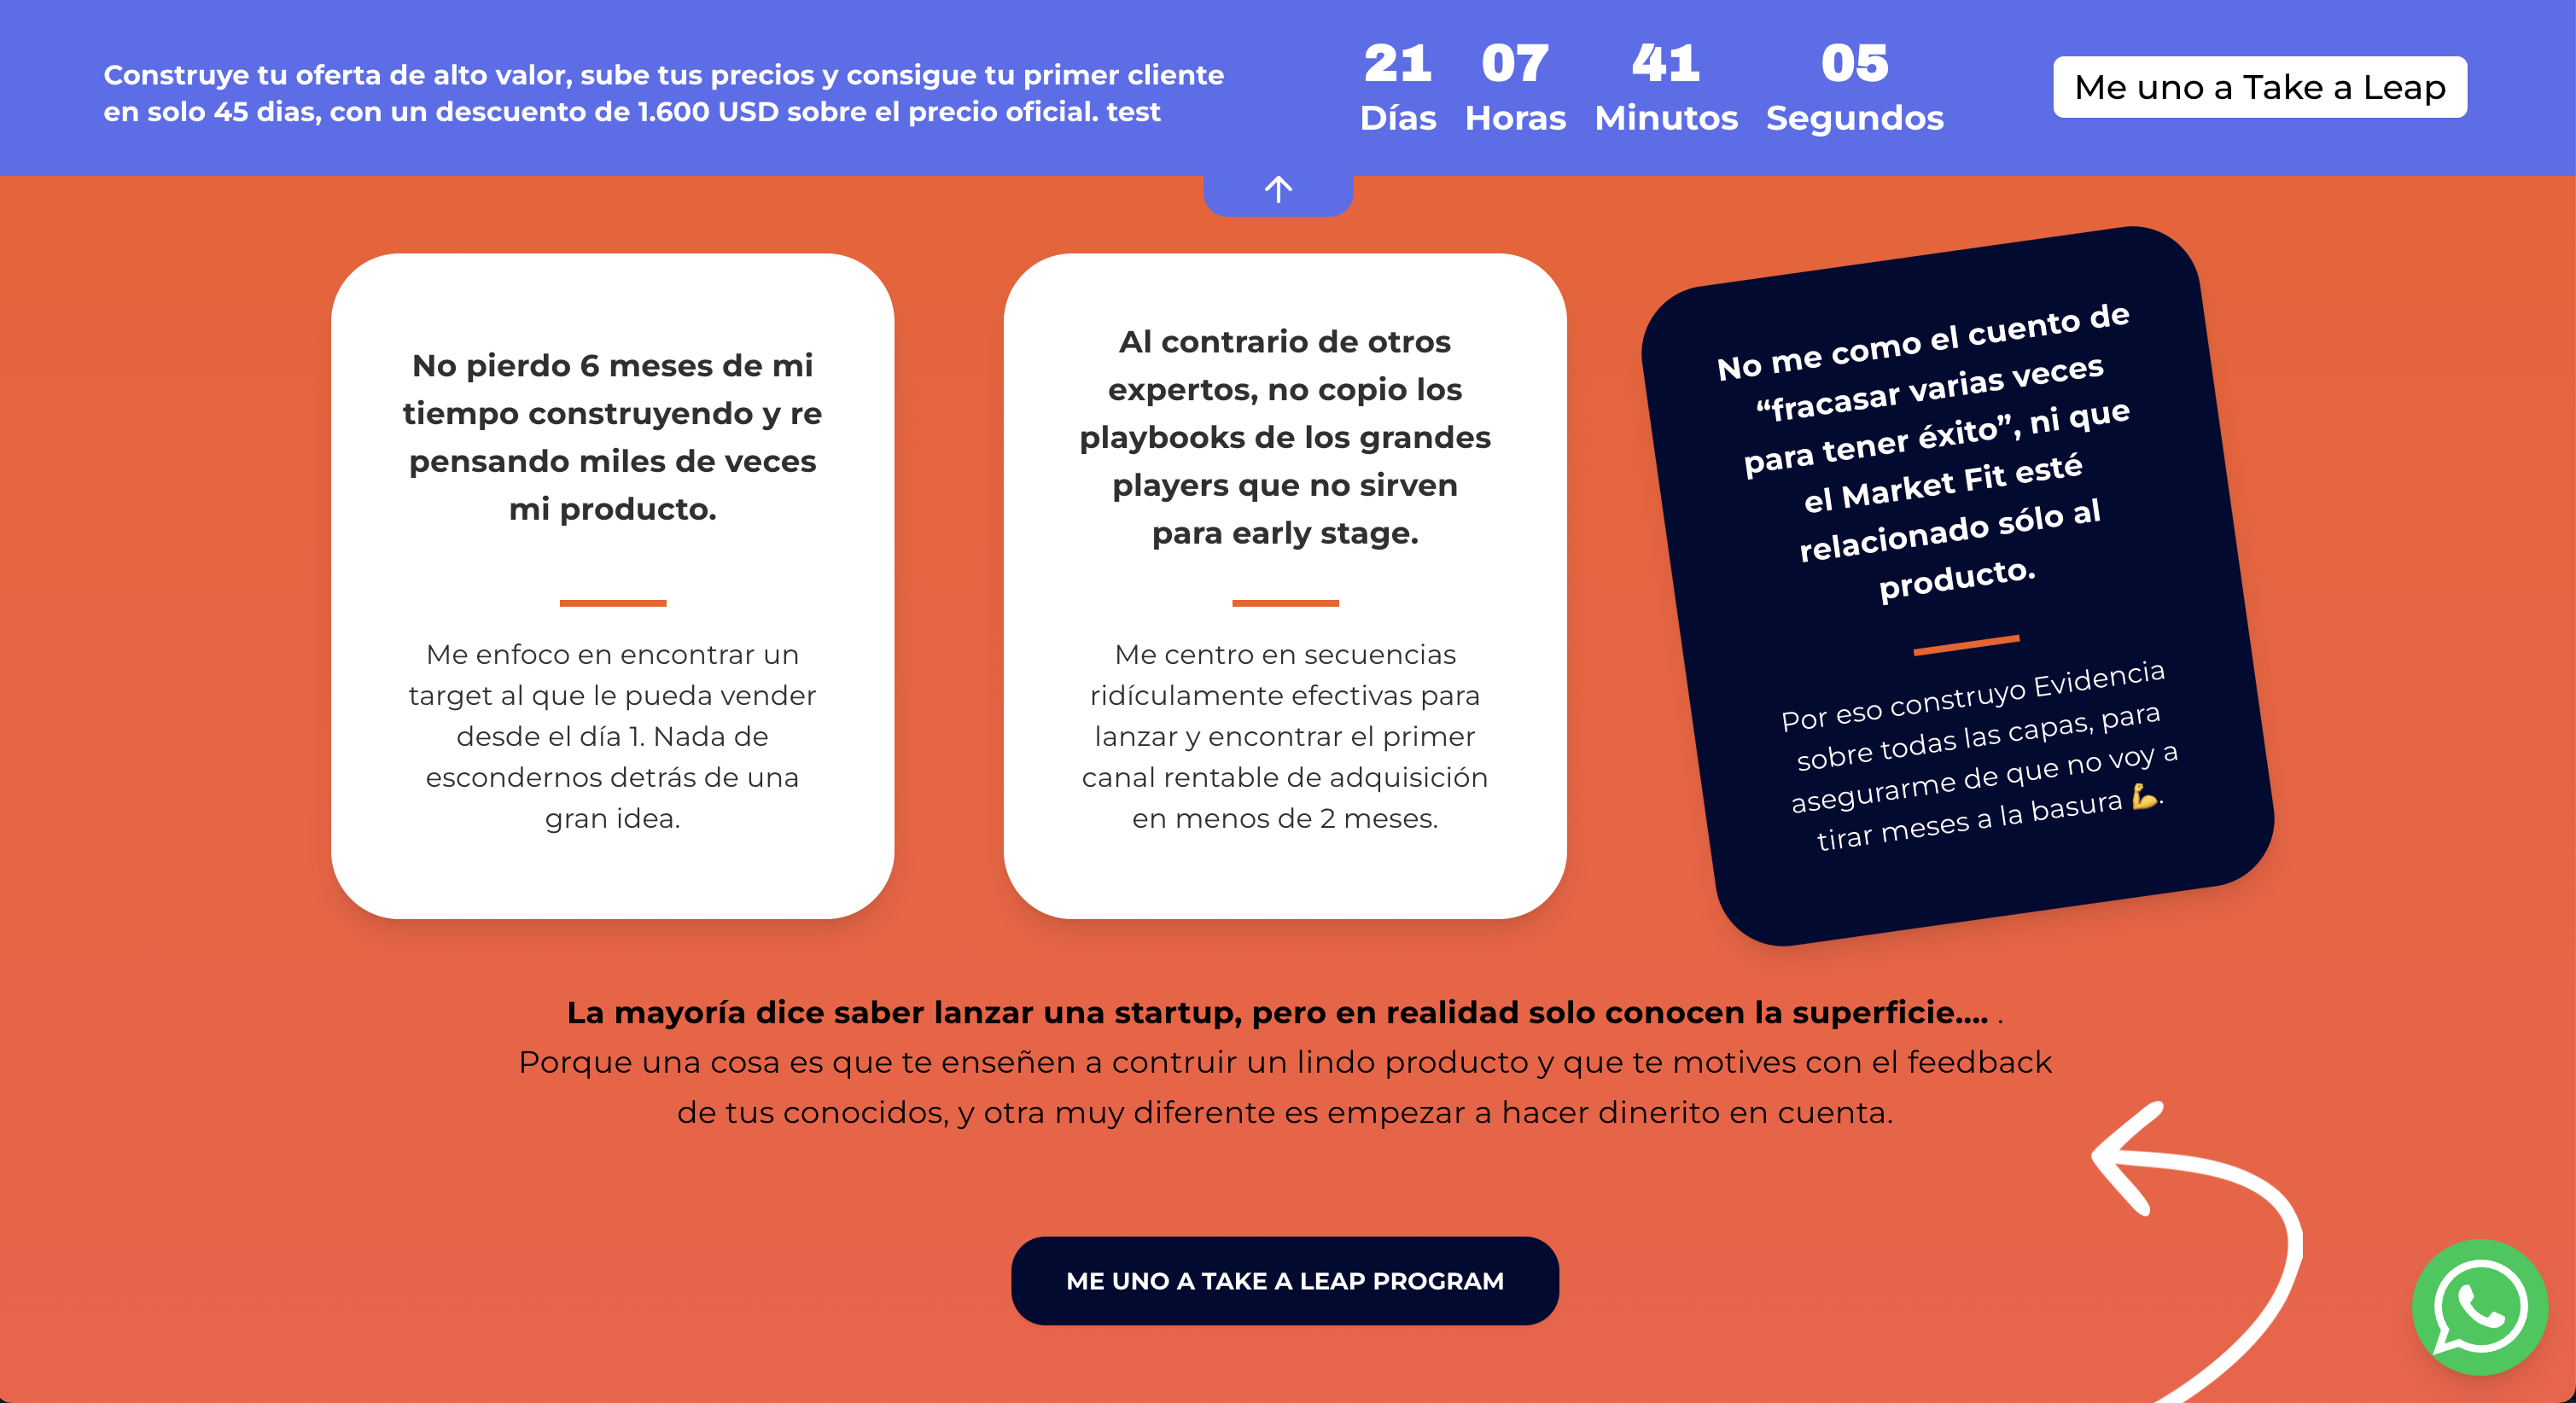 Construye tu oferta de alto valor, sube tus precios y consigue tu primer cliente
en solo 45 dias, con un descuento de 1.600 USD sobre el precio oficial. test
21 07 41 05
Días Horas Minutos Segundos
Me uno a Take a Leap
No pierdo 6 meses de mi
tiempo construyendo y re
pensando miles de veces
mi producto.
Me enfoco en encontrar un
target al que le pueda vender
desde el día 1. Nada de
escondernos detrás de una
gran idea.
Al contrario de otros
expertos, no copio los
playbooks de los grandes
players que no sirven
para early stage.
Me centro en secuencias
ridículamente efectivas para
lanzar y encontrar el primer
canal rentable de adquisición
en menos de 2 meses.
No me como el cuento de
“fracasar varias veces
para tener éxito”, ni que
el Market Fit esté
relacionado sólo al
producto.
Por eso construyo Evidencia
sobre todas las capas, para
asegurarme de que no voy a
tirar meses a la basura 💪.
La mayoría dice saber lanzar una startup, pero en realidad solo conocen la superficie.... .
Porque una cosa es que te enseñen a contruir un lindo producto y que te motives con el feedback
de tus conocidos, y otra muy diferente es empezar a hacer dinerito en cuenta.
ME UNO A TAKE A LEAP PROGRAM